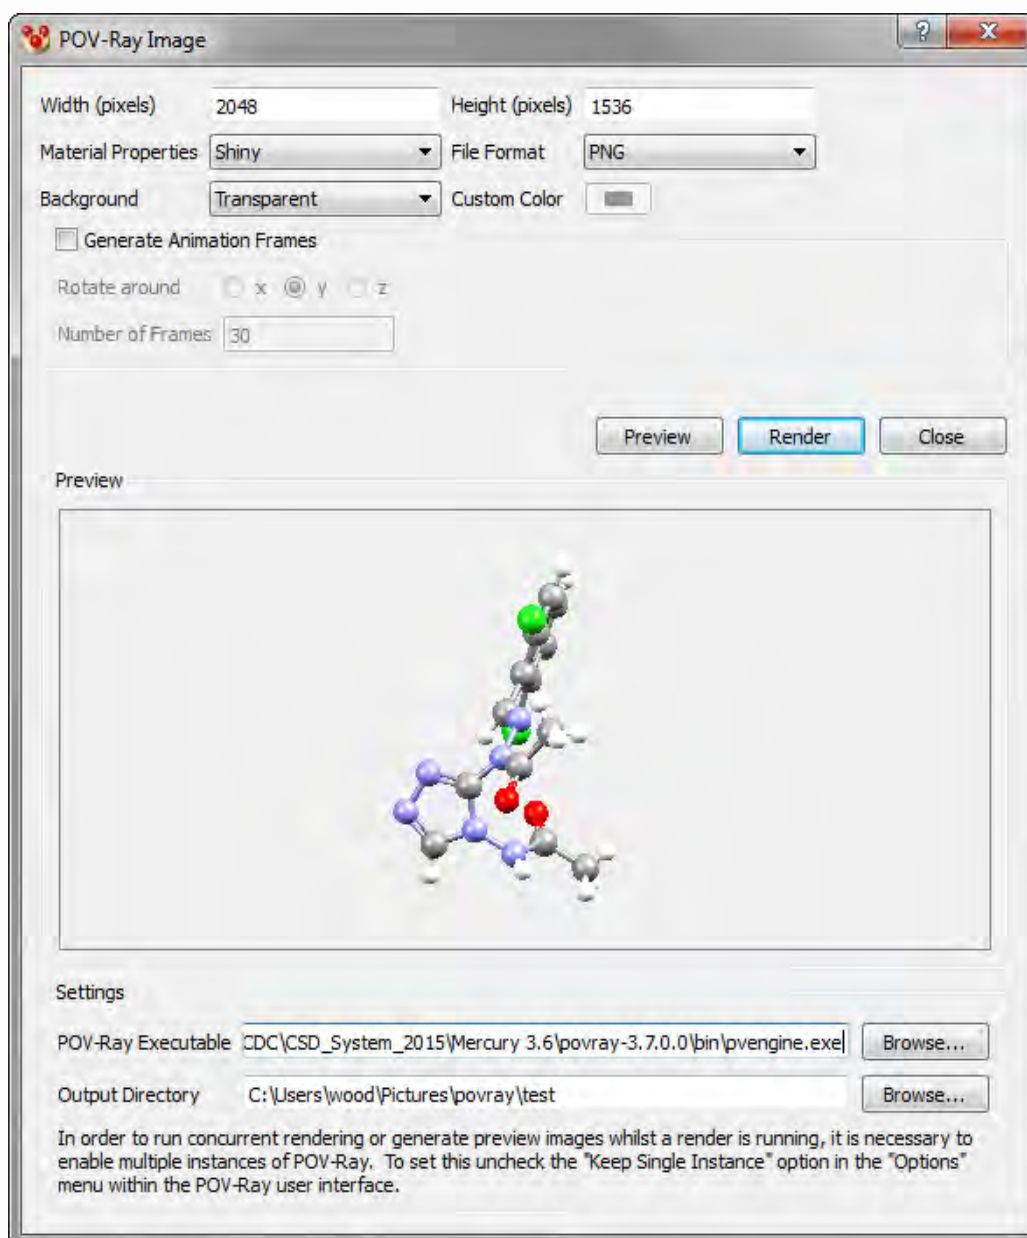 POV-Ray Image
Width (pixels) 2048 Height (pixels) 1536
Material Properties Shiny File Format PNG
Background Transparent Custom Color
Generate Animation Frames
Rotate around x y z
Number of Frames 30
Preview Render Close
Preview
Settings
POV-Ray Executable CDC\CSD_System_2015\Mercury 3.6\povray-3.7.0.0\bin\pvengine.exe Browse...
Output Directory C:\Users\wood\Pictures\povray\test Browse...
In order to run concurrent rendering or generate preview images whilst a render is running, it is necessary to
enable multiple instances of POV-Ray. To set this uncheck the "Keep Single Instance" option in the "Options"
menu within the POV-Ray user interface.